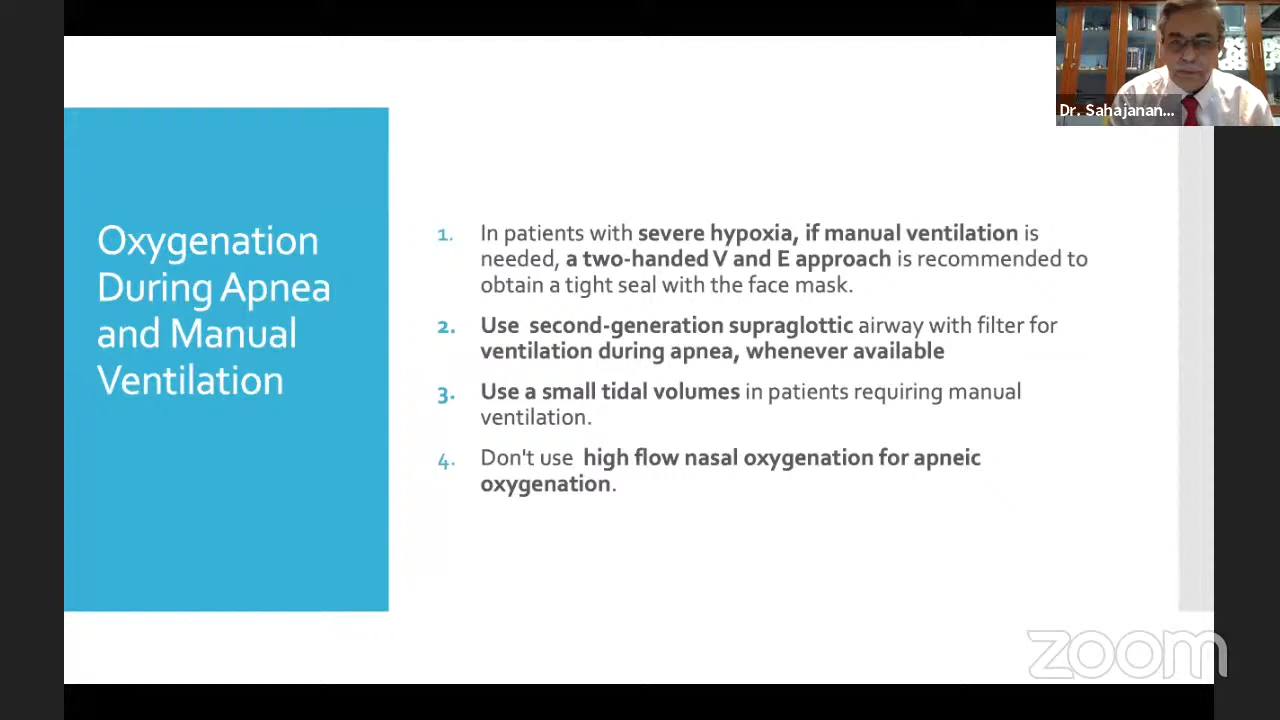 Dr. Sahajanan...
Oxygenation
During Apnea
and Manual
Ventilation
1. In patients with severe hypoxia, if manual ventilation is
needed, a two-handed V and E approach is recommended to
obtain a tight seal with the face mask.
2. Use second-generation supraglottic airway with filter for
ventilation during apnea, whenever available
3. Use a small tidal volumes in patients requiring manual
ventilation.
4. Don't use high flow nasal oxygenation for apneic
oxygenation.
zoom